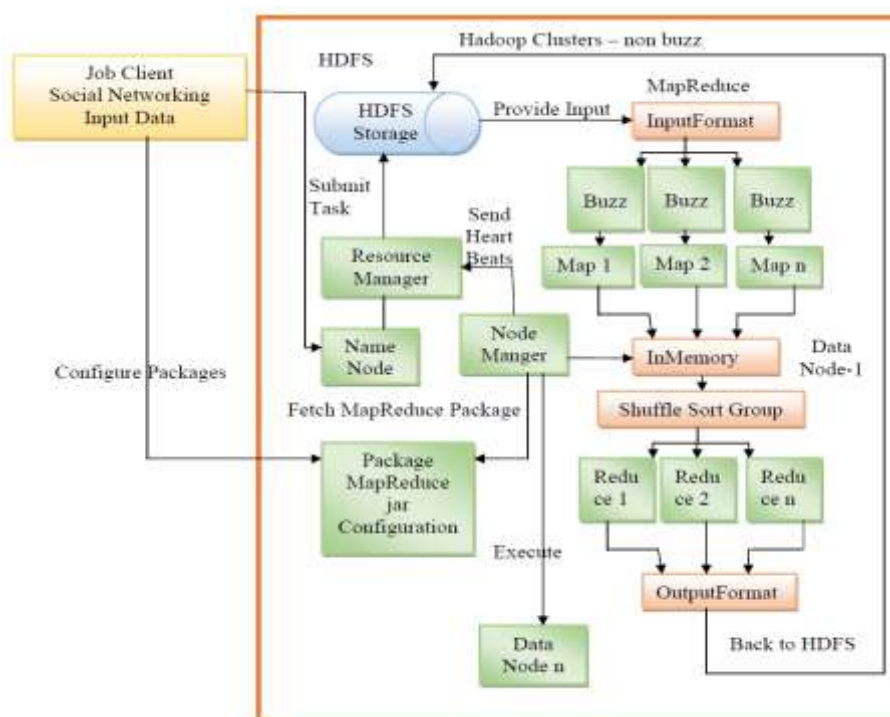 Hadoop Clusters – non buzz
HDFS
Job Client
Social Networking
Input Data
MapReduce
HDFS
Storage
Provide Input
InputFormat
Submit
Task
Buzz
Buzz
Buzz
Send
Heart
Beats
Resource
Manager
Map 1
Map 2
Map n
Name
Node
Node
Manger
InMemory
Data
Node-1
Configure Packages
Fetch MapReduce Package
Shuffle Sort Group
Package
MapReduce
jar
Configuration
Redu
ce 1
Redu
ce 2
Redu
ce n
Execute
OutputFormat
Data
Node n
Back to HDFS